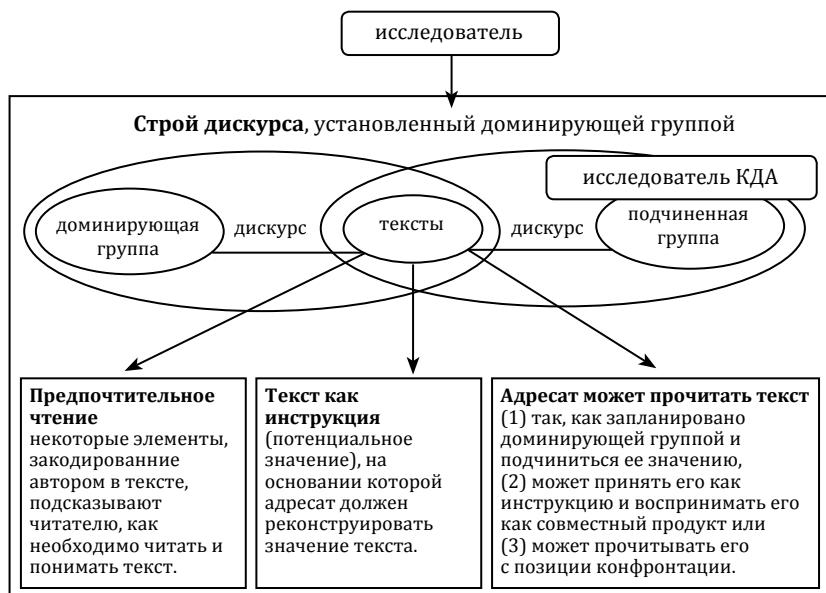 исследователь
Строй дискурса, установленный доминирующей группой
исследователь КДА
доминирующая
группа
дискурс
тексты
дискурс
подчиненная
группа
Предпочтительное
чтение
некоторые элементы,
закодированние
автором в тексте,
подсказывают
читателю, как
необходимо читать и
понимать текст.
Текст как
инструкция
(потенциальное
значение), на
основании которой
адресат должен
реконструировать
значение текста.
Адресат может прочитать текст
(1) так, как запланировано
доминирующей группой и
подчиниться ее значению,
(2) может принять его как
инструкцию и воспринимать его
как совместный продукт или
(3) может прочитывать его
с позиции конфронтации.